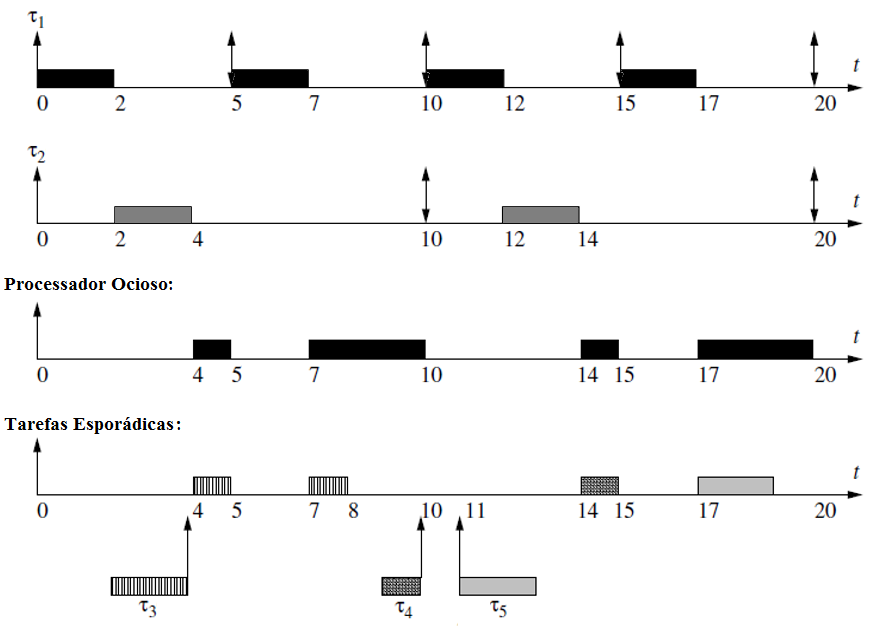 τ1
t
0 2 5 7 10 12 15 17 20
τ2
t
0 2 4 10 12 14 20
Processador Ocioso:
t
0 4 5 7 10 14 15 17 20
Tarefas Esporádicas:
t
0 4 5 7 8 10 11 14 15 17 20
τ3 τ4 τ5